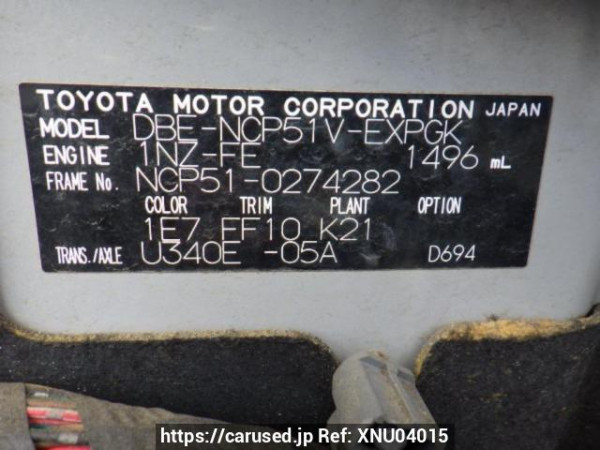 TOYOTA MOTOR CORPORATION JAPAN
MODEL DBE-NCP51V-EXPGK
ENGINE 1NZ-FE 1496 mL
FRAME No. NCP51-0274282
COLOR TRIM PLANT OPTION
1E7 FF10 K21
TRANS./AXLE U340E -05A D694
https://carused.jp Ref: XNU04015